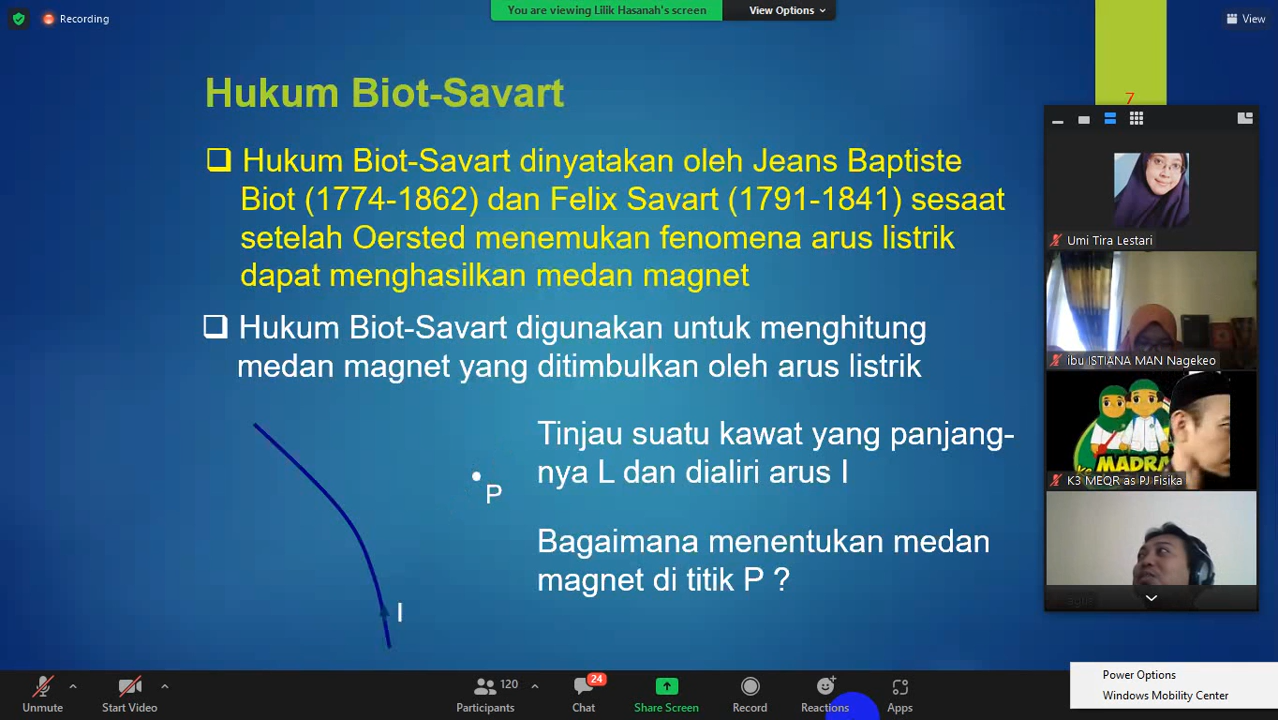 Recording
You are viewing Lilik Hasanah's screen
View Options
View
7
Hukum Biot-Savart
Hukum Biot-Savart dinyatakan oleh Jeans Baptiste
Biot (1774-1862) dan Felix Savart (1791-1841) sesaat
setelah Oersted menemukan fenomena arus listrik
dapat menghasilkan medan magnet
Hukum Biot-Savart digunakan untuk menghitung
medan magnet yang ditimbulkan oleh arus listrik
Tinjau suatu kawat yang panjang-
nya L dan dialiri arus I
P
Bagaimana menentukan medan
magnet di titik P ?
I
Umi Tira Lestari
ibu ISTIANA MAN Nagekeo
MADRA
K3 MEQR as PJ Fisika
Power Options
Windows Mobility Center
Unmute
Start Video
120
Participants
24
Chat
Share Screen
Record
Reactions
Apps